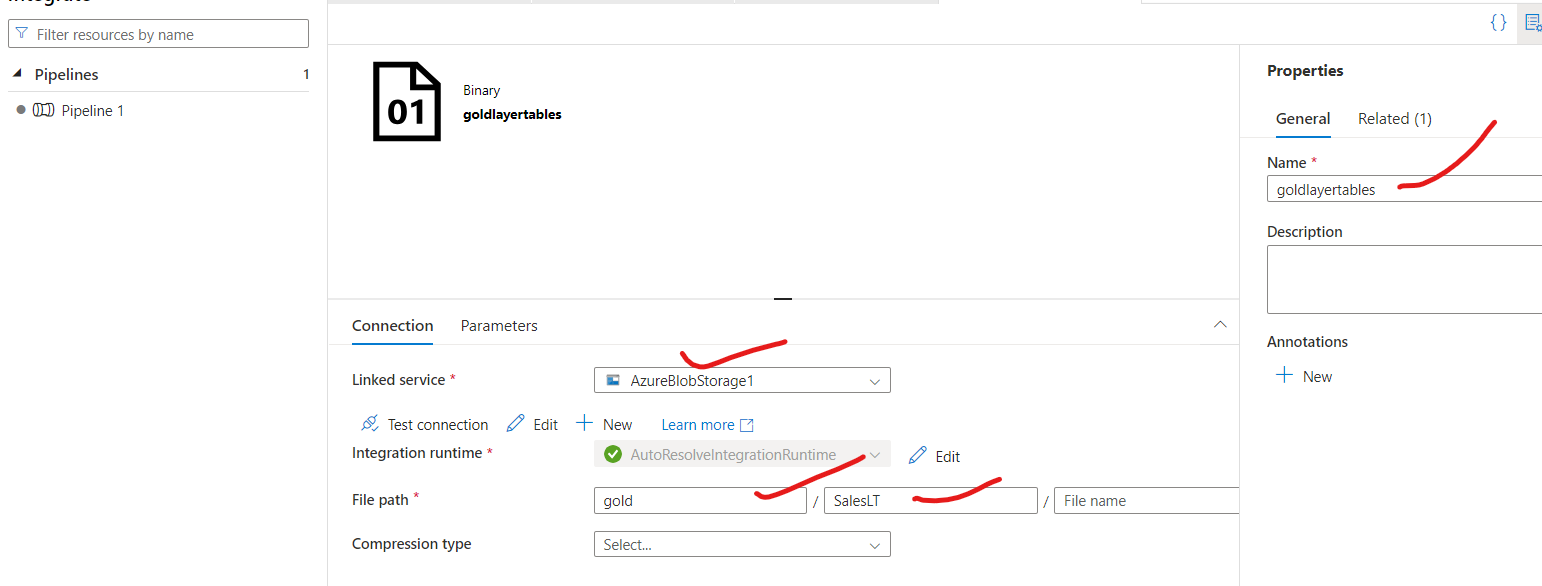 Integrate
Filter resources by name
Pipelines 1
Pipeline 1
01
Binary
goldlayertables
{}
Properties
General Related (1)
Name *
goldlayertables
Description
Annotations
New
Connection Parameters
Linked service * AzureBlobStorage1
Test connection Edit New Learn more
Integration runtime * AutoResolveIntegrationRuntime Edit
File path * gold / SalesLT / File name
Compression type Select...